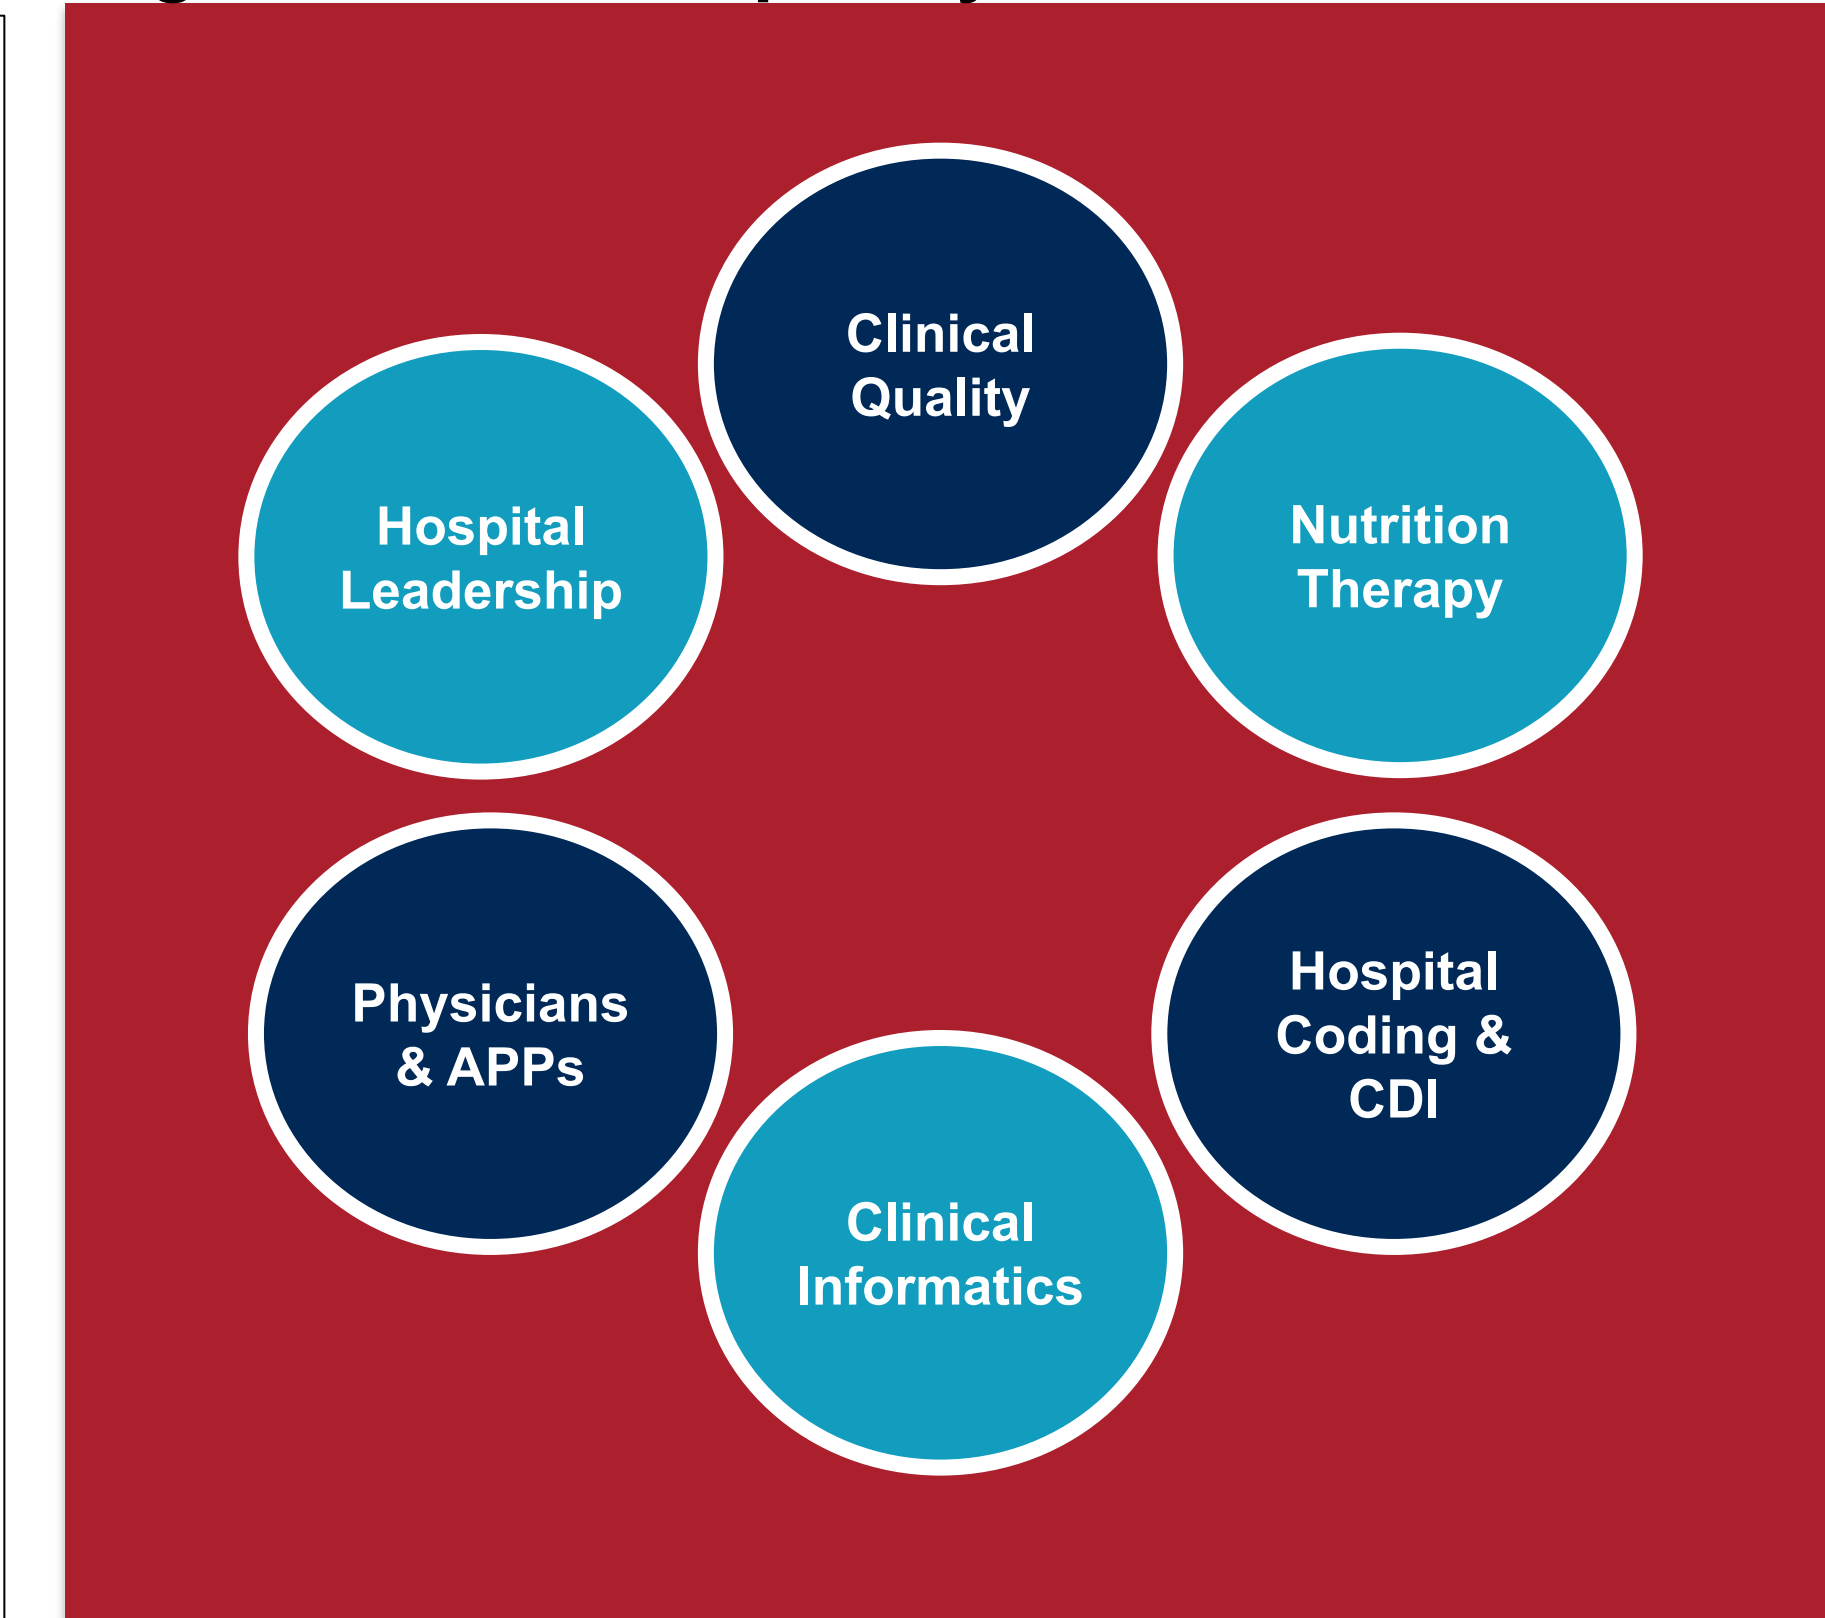 Clinical
Quality
Hospital
Leadership
Nutrition
Therapy
Physicians
& APPs
Hospital
Coding &
CDI
Clinical
Informatics